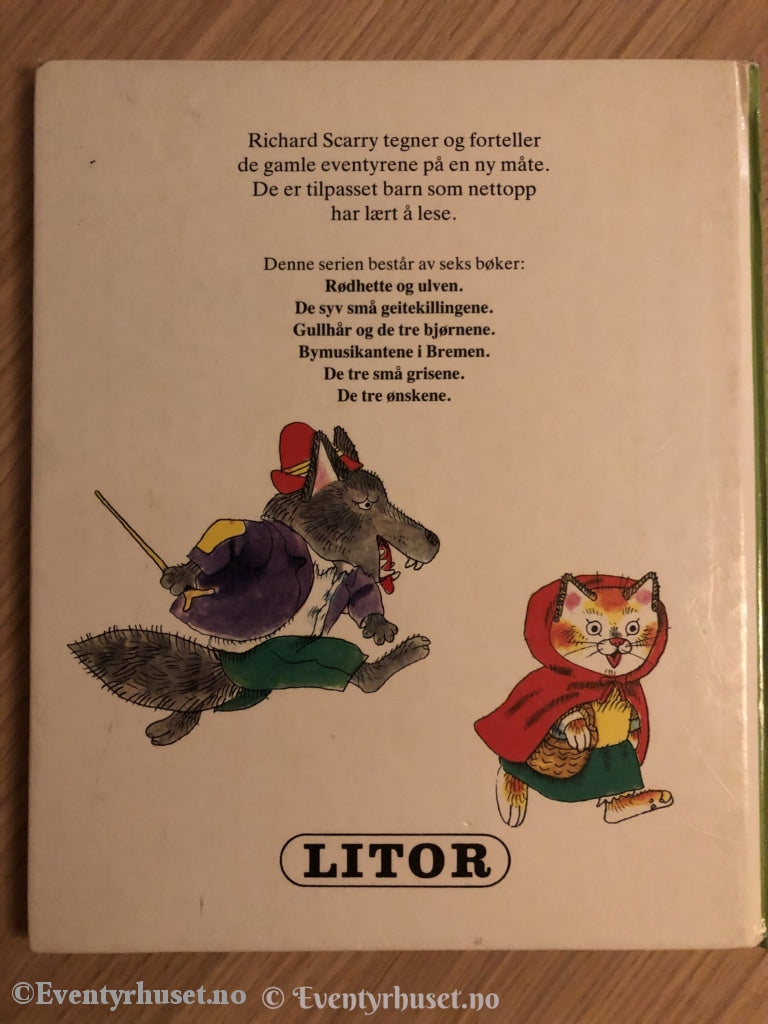 Richard Scarry tegner og forteller
de gamle eventyrene på en ny måte.
De er tilpasset barn som nettopp
har lært å lese.
Denne serien består av seks bøker:
Rødhette og ulven.
De syv små geitekillingene.
Gullhår og de tre bjørnene.
Bymusikantene i Bremen.
De tre små grisene.
De tre ønskene.
LITOR
©Eventyrhuset.no © Eventyrhuset.no